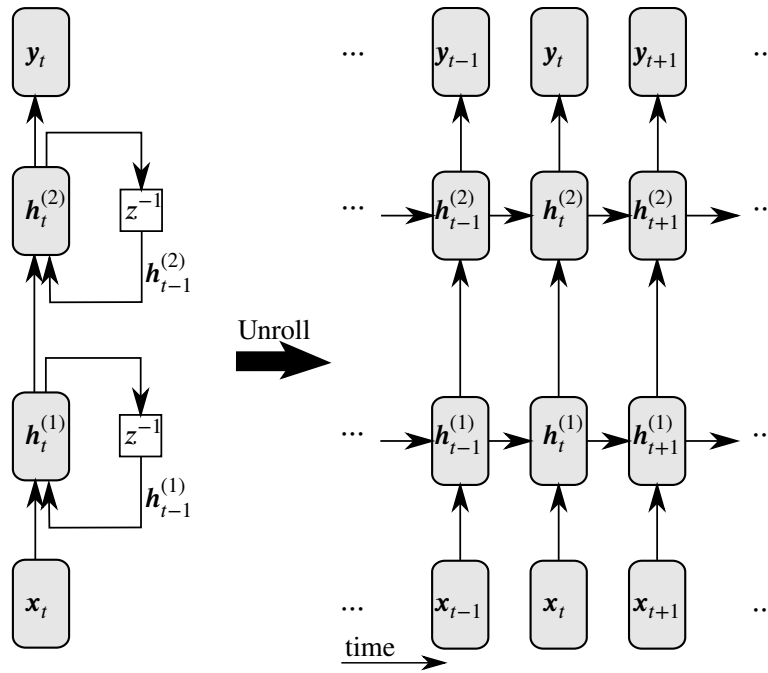 y_t ... y_{t−1} y_t y_{t+1} ..
h_t^{(2)} z^{−1} ... h_{t−1}^{(2)} h_t^{(2)} h_{t+1}^{(2)} ..
h_{t−1}^{(2)}
Unroll
h_t^{(1)} z^{−1} ... h_{t−1}^{(1)} h_t^{(1)} h_{t+1}^{(1)} ..
h_{t−1}^{(1)}
x_t ... x_{t−1} x_t x_{t+1} ..
time